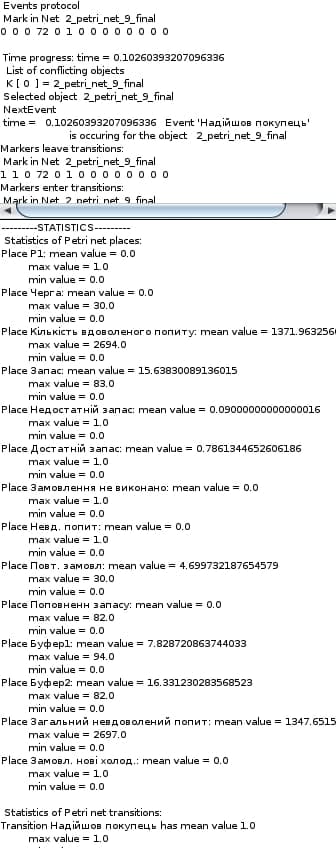 Events protocol
Mark in Net  2_petri_net_9_final
0  0  0  72  0  1  0  0  0  0  0  0  0  0
Time progress: time = 0.10260393207096336
List of conflicting objects
K [ 0  ] = 2_petri_net_9_final
Selected object  2_petri_net_9_final
NextEvent
time =   0.10260393207096336   Event 'Надійшов покупець'
is occuring for the object   2_petri_net_9_final
Markers leave transitions:
Mark in Net  2_petri_net_9_final
1  1  0  72  0  1  0  0  0  0  0  0  0  0
Markers enter transitions:
Mark in Net  2_petri_net_9_final
---------STATISTICS---------
Statistics of Petri net places:
Place P1: mean value = 0.0
max value = 1.0
min value = 0.0
Place Черга: mean value = 0.0
max value = 30.0
min value = 0.0
Place Кількість вдоволеного попиту: mean value = 1371.963256
max value = 2694.0
min value = 0.0
Place Запас: mean value = 15.63830089136015
max value = 83.0
min value = 0.0
Place Недостатній запас: mean value = 0.09000000000000016
max value = 1.0
min value = 0.0
Place Достатній запас: mean value = 0.7861344652606186
max value = 1.0
min value = 0.0
Place Замовлення не виконано: mean value = 0.0
max value = 1.0
min value = 0.0
Place Невд. попит: mean value = 0.0
max value = 1.0
min value = 0.0
Place Повт. замовл: mean value = 4.699732187654579
max value = 30.0
min value = 0.0
Place Поповненн запасу: mean value = 0.0
max value = 82.0
min value = 0.0
Place Буфер1: mean value = 7.828720863744033
max value = 94.0
min value = 0.0
Place Буфер2: mean value = 16.331230283568523
max value = 82.0
min value = 0.0
Place Загальний невдоволений попит: mean value = 1347.6515
max value = 2697.0
min value = 0.0
Place Замовл. нові холод.: mean value = 0.0
max value = 1.0
min value = 0.0
Statistics of Petri net transitions:
Transition Надійшов покупець has mean value 1.0
max value = 1.0